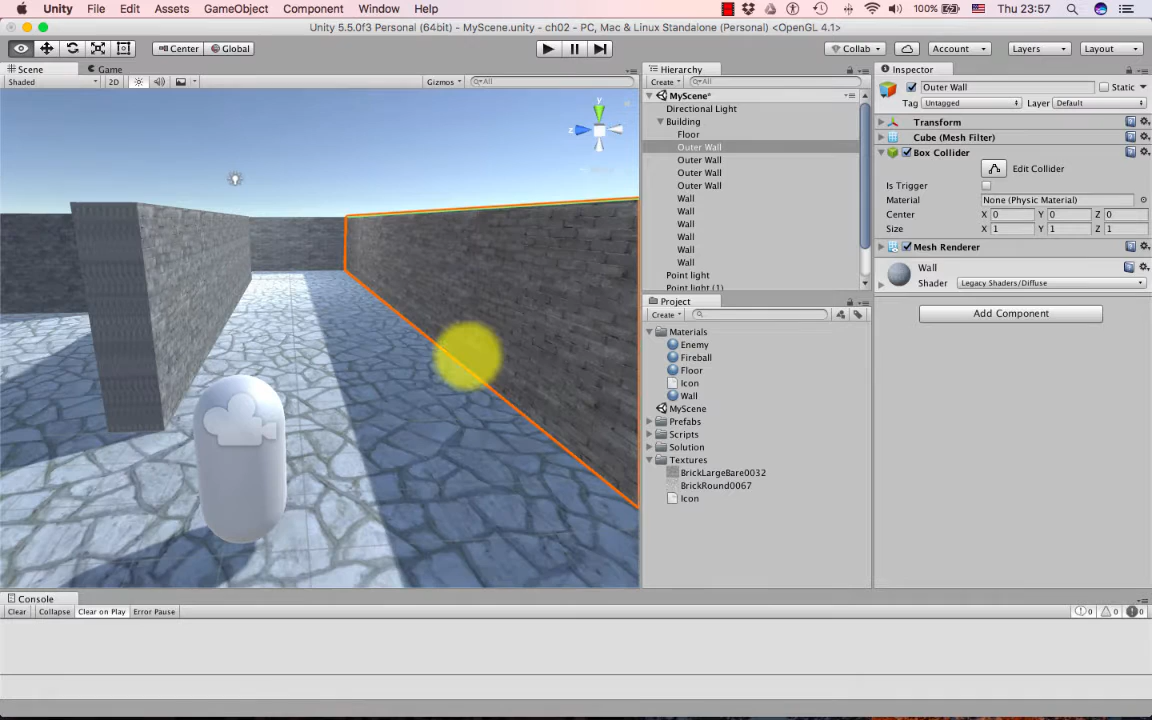 Unity File Edit Assets GameObject Component Window Help 100% Thu 23:57
Unity 5.5.0f3 Personal (64bit) - MyScene.unity - ch02 - PC, Mac & Linux Standalone (Personal) <OpenGL 4.1>
Center Global Collab Account Layers Layout
Scene Game
Shaded 2D Gizmos All
y
z
Hierarchy
Create All
MyScene*
Directional Light
Building
Floor
Outer Wall
Outer Wall
Outer Wall
Outer Wall
Wall
Wall
Wall
Wall
Wall
Wall
Point light
Point light (1)
Project
Create
Materials
Enemy
Fireball
Floor
Icon
Wall
MyScene
Prefabs
Scripts
Solution
Textures
BrickLargeBare0032
BrickRound0067
Icon
Inspector
Outer Wall Static
Tag Untagged Layer Default
Transform
Cube (Mesh Filter)
Box Collider
Edit Collider
Is Trigger
Material None (Physic Material)
Center X 0 Y 0 Z 0
Size X 1 Y 1 Z 1
Mesh Renderer
Wall
Shader Legacy Shaders/Diffuse
Add Component
Console
Clear Collapse Clear on Play Error Pause 0 0 0